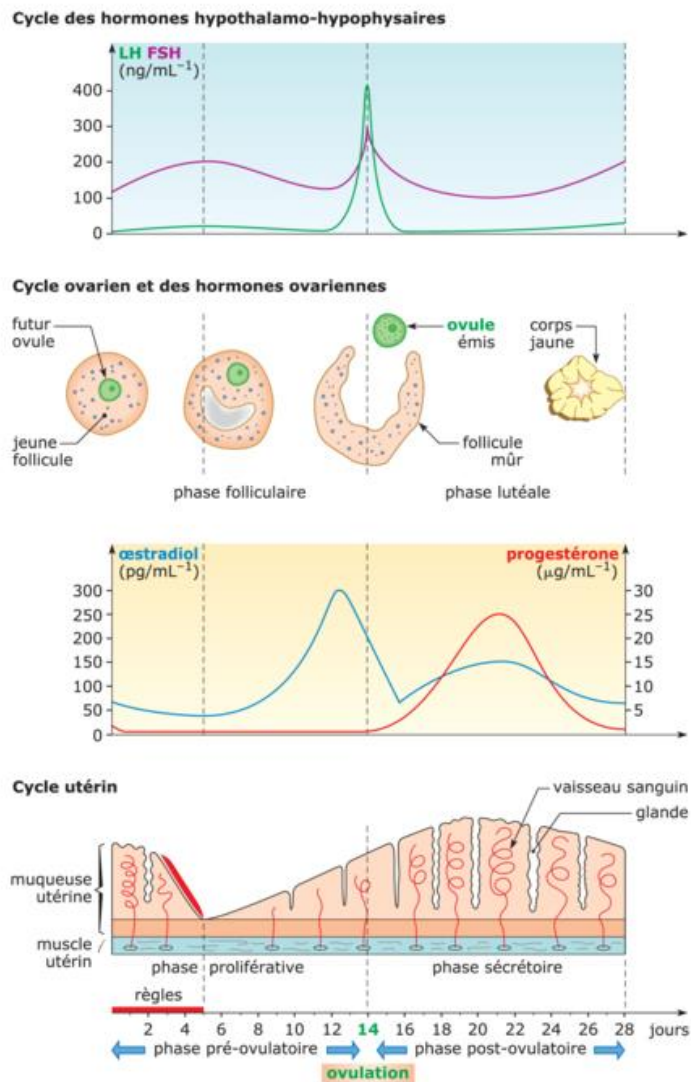 Cycle des hormones hypothalamo-hypophysaires
LH FSH
(ng/mL⁻¹)
400
300
200
100
0
Cycle ovarien et des hormones ovariennes
futur
ovule
ovule
émis
corps
jaune
jeune
follicule
follicule
mûr
phase folliculaire
phase lutéale
œstradiol
(pg/mL⁻¹)
progestérone
(µg/mL⁻¹)
300
250
200
150
100
50
0
30
25
20
15
10
5
Cycle utérin
vaisseau sanguin
glande
muqueuse
utérine
muscle
utérin
phase proliférative
phase sécrétoire
règles
2 4 6 8 10 12 14 16 18 20 22 24 26 28 jours
phase pré-ovulatoire
phase post-ovulatoire
ovulation